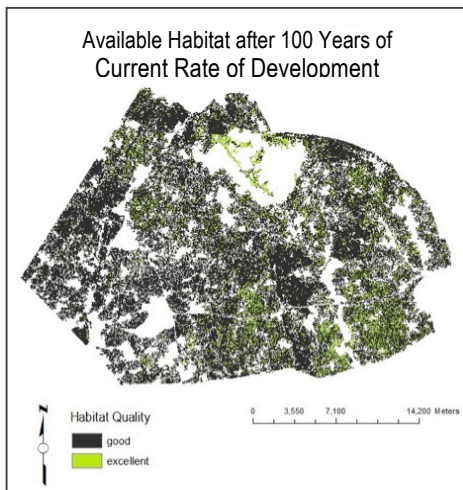 Available Habitat after 100 Years of
Current Rate of Development
N
Habitat Quality
good
excellent
0 3,550 7,100 14,200 Meters